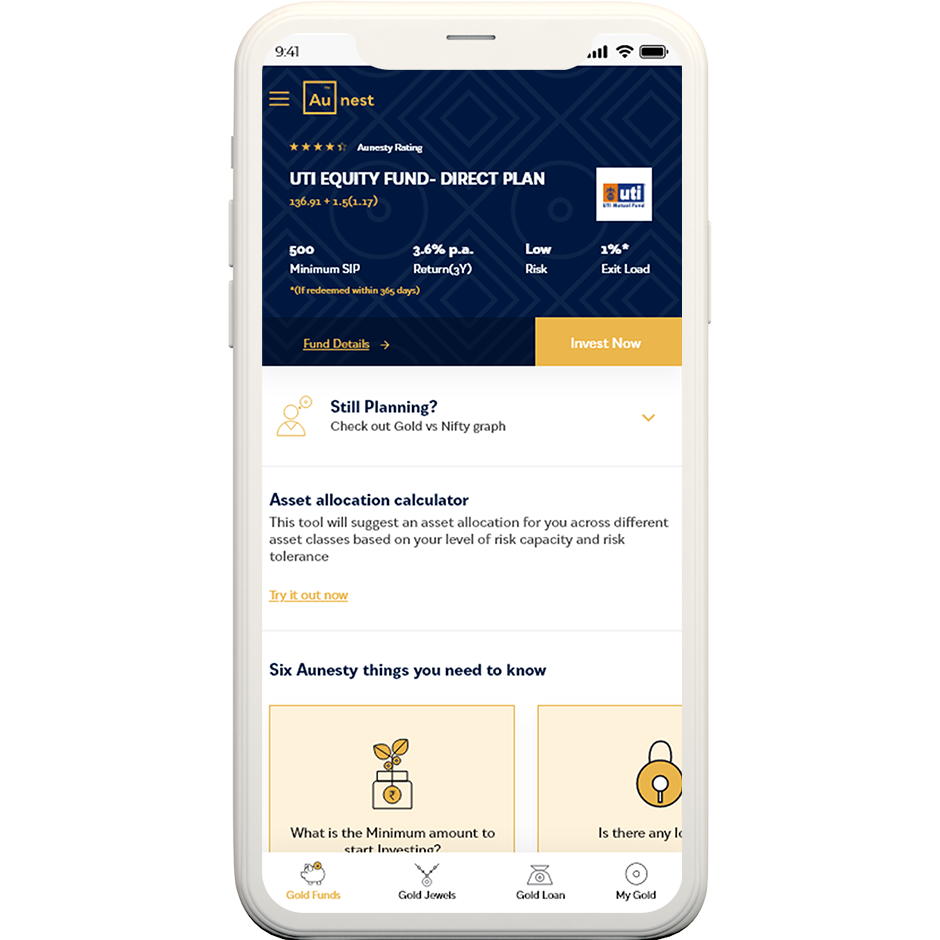 9:41
Au nest
Aunesty Rating
UTI EQUITY FUND- DIRECT PLAN
136.91 + 1.5(1.17)
uti
UTI Mutual Fund
500 3.6% p.a. Low 1%*
Minimum SIP Return(3Y) Risk Exit Load
*(If redeemed within 365 days)
Fund Details → Invest Now
Still Planning?
Check out Gold vs Nifty graph
Asset allocation calculator
This tool will suggest an asset allocation for you across different
asset classes based on your level of risk capacity and risk
tolerance
Try it out now
Six Aunesty things you need to know
₹
What is the Minimum amount to
start Investing?
Is there any
Gold Funds Gold Jewels Gold Loan My Gold